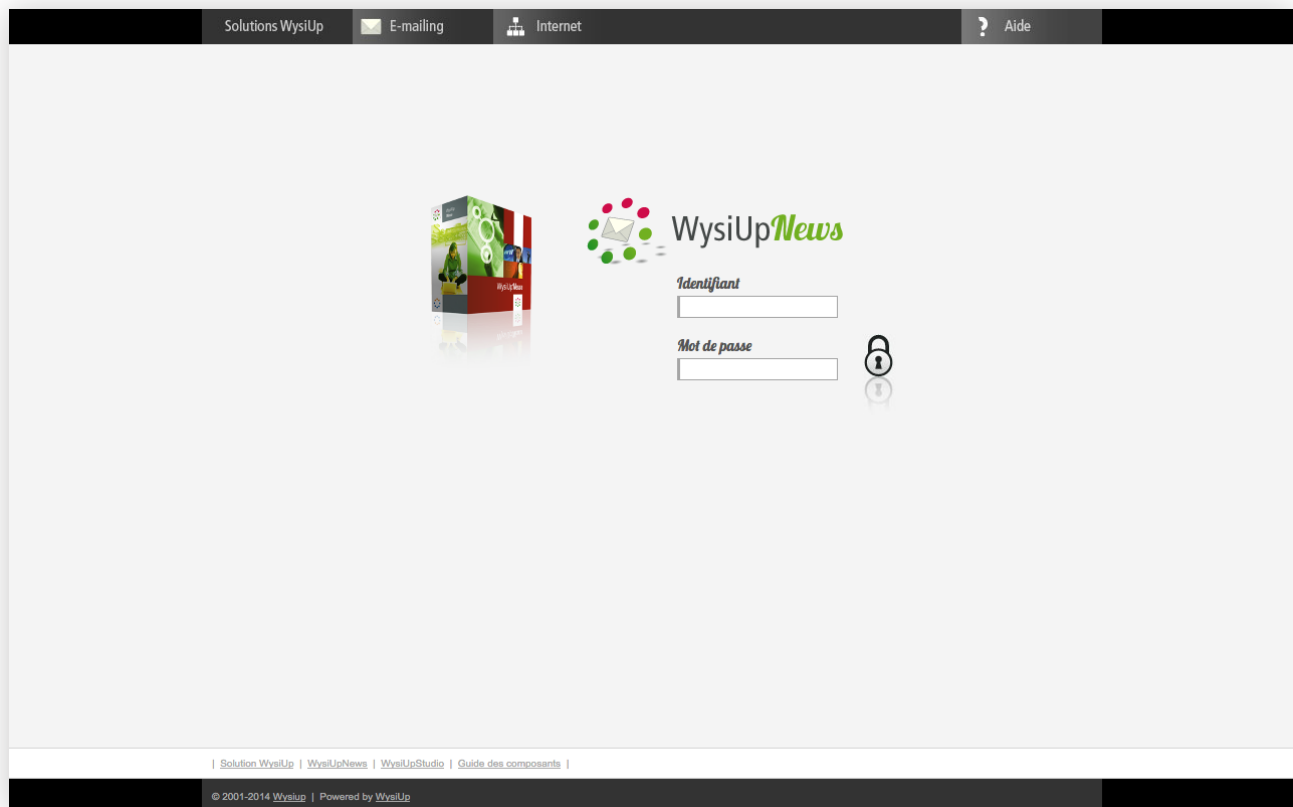 Solutions WysiUp E-mailing Internet Aide
WysiUpNews
WysiUpNews
Identifiant
Mot de passe
| Solution WysiUp | WysiUpNews | WysiUpStudio | Guide des composants |
© 2001-2014 Wysiup | Powered by WysiUp